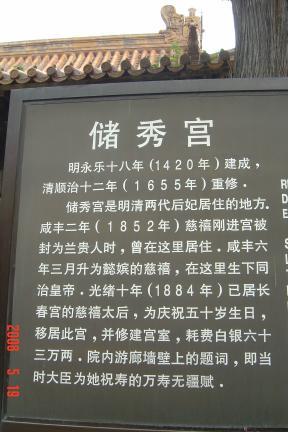 储秀宫
明永乐十八年(1420年)建成，
清顺治十二年(1655年)重修．
储秀宫是明清两代后妃居住的地方．
咸丰二年(1852年)慈禧刚进宫被
封为兰贵人时，曾在这里居住．咸丰六
年三月升为懿嫔的慈禧，在这里生下同
治皇帝．光绪十年(1884年)已居长
春宫的慈禧太后，为庆祝五十岁生日，
移居此宫，并修建宫室，耗费白银六十
三万两．院内游廊墙壁上的题词，即当
时大臣为她祝寿的万寿无疆赋．
2008 5 19